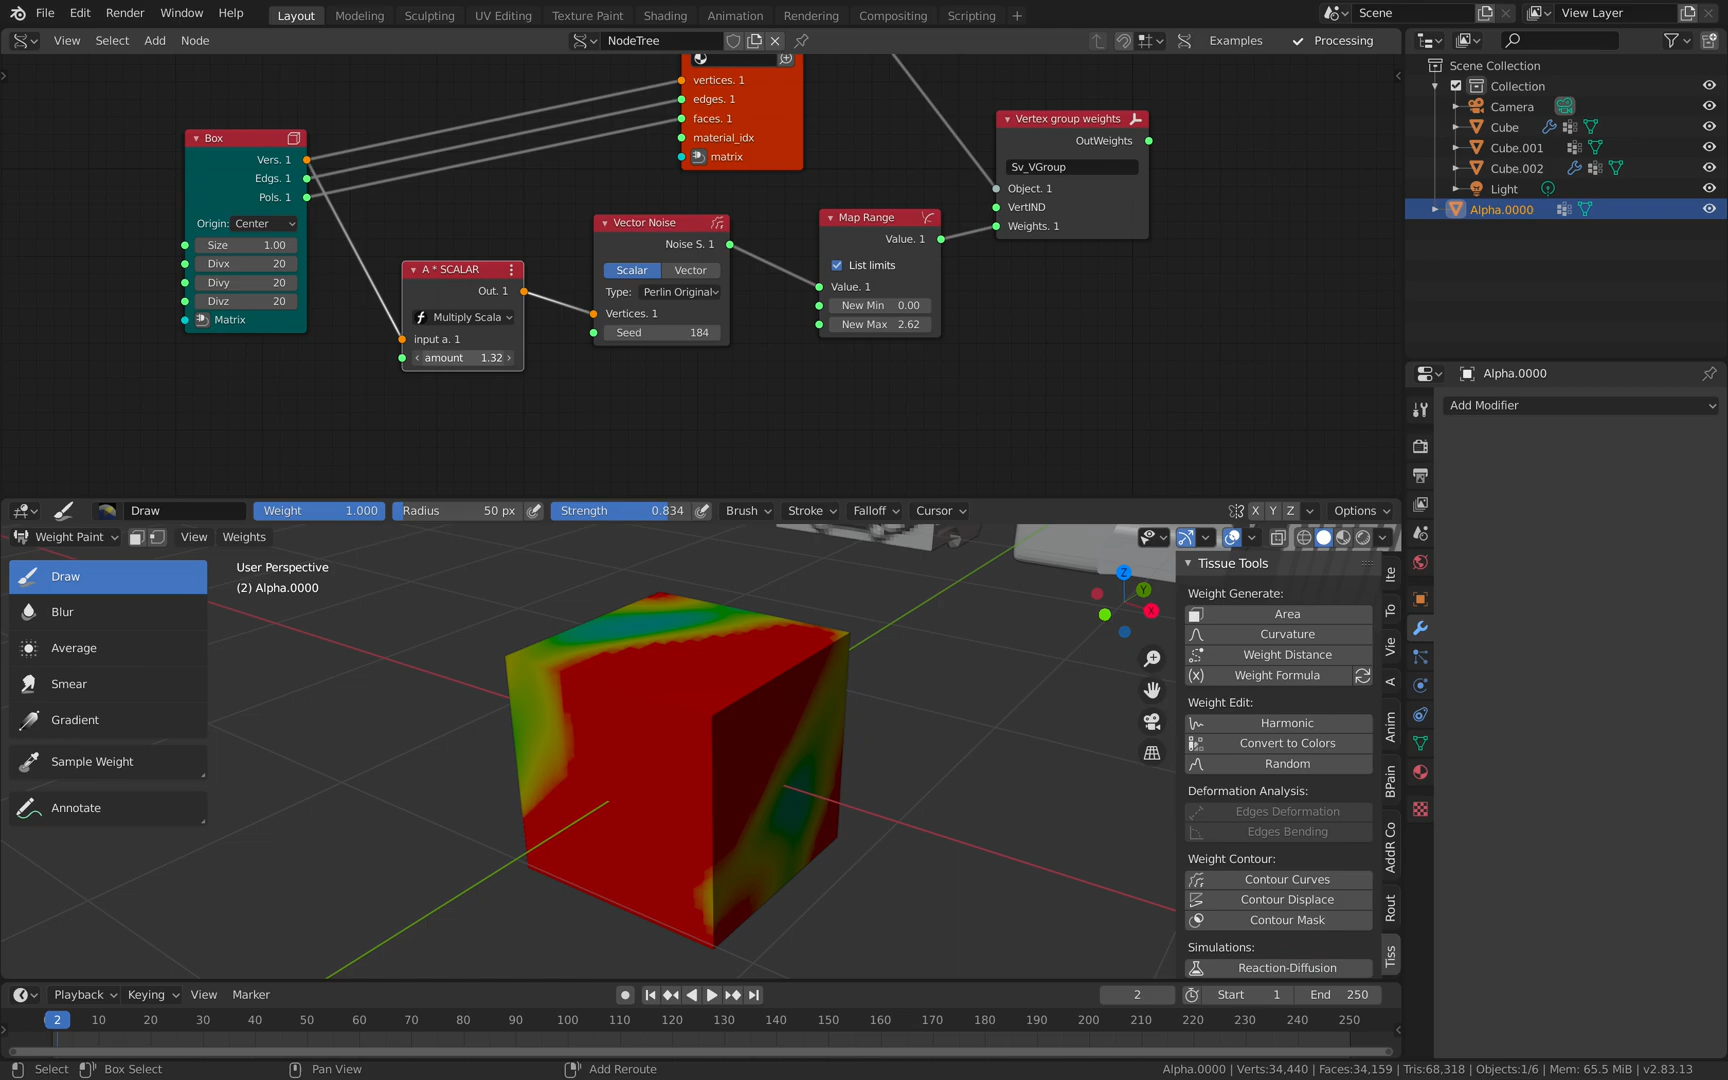 File Edit Render Window Help Layout Modeling Sculpting UV Editing Texture Paint Shading Animation Rendering Compositing Scripting + Scene View Layer
View Select Add Node NodeTree Examples Processing
vertices. 1
edges. 1
faces. 1
material_idx
matrix
Box
Vers. 1
Edgs. 1
Pols. 1
Origin: Center
Size 1.00
Divx 20
Divy 20
Divz 20
Matrix
A * SCALAR
Out. 1
Multiply Scala
input a. 1
amount 1.32
Vector Noise
Noise S. 1
Scalar Vector
Type: Perlin Original
Vertices. 1
Seed 184
Map Range
Value. 1
List limits
Value. 1
New Min 0.00
New Max 2.62
Vertex group weights
OutWeights
Sv_VGroup
Object. 1
VertIND
Weights. 1
Scene Collection
Collection
Camera
Cube
Cube.001
Cube.002
Light
Alpha.0000
Alpha.0000
Add Modifier
Draw Weight 1.000 Radius 50 px Strength 0.834 Brush Stroke Falloff Cursor X Y Z Options
Weight Paint View Weights
Draw
Blur
Average
Smear
Gradient
Sample Weight
Annotate
User Perspective
(2) Alpha.0000
Z
Y
X
Tissue Tools
Weight Generate:
Area
Curvature
Weight Distance
(x) Weight Formula
Weight Edit:
Harmonic
Convert to Colors
Random
Deformation Analysis:
Edges Deformation
Edges Bending
Weight Contour:
Contour Curves
Contour Displace
Contour Mask
Simulations:
Reaction-Diffusion
Ite
To
Vie
A
Anim
BPain
AddR Co
Rout
Tiss
Playback Keying View Marker 2 Start 1 End 250
2 10 20 30 40 50 60 70 80 90 100 110 120 130 140 150 160 170 180 190 200 210 220 230 240 250
Select Box Select Pan View Add Reroute Alpha.0000 | Verts:34,440 | Faces:34,159 | Tris:68,318 | Objects:1/6 | Mem: 65.5 MiB | v2.83.13